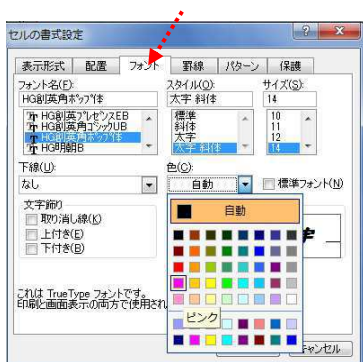 セルの書式設定
表示形式 配置 フォント 罫線 パターン 保護
フォント名(F): スタイル(O): サイズ(S):
HG創英角ポップ体 太字 斜体 14
HG創英プレゼンスEB 標準 10
HG創英角ゴシックUB 斜体 11
HG創英角ポップ体 太字 12
HG明朝B 太字 斜体 14
下線(U): 色(C):
なし 自動 標準フォント(N)
文字飾り 自動
取り消し線(K)
上付き(E)
下付き(B)
これは TrueType フォントです。
印刷と画面表示の両方で使用され
ピンク
キャンセル